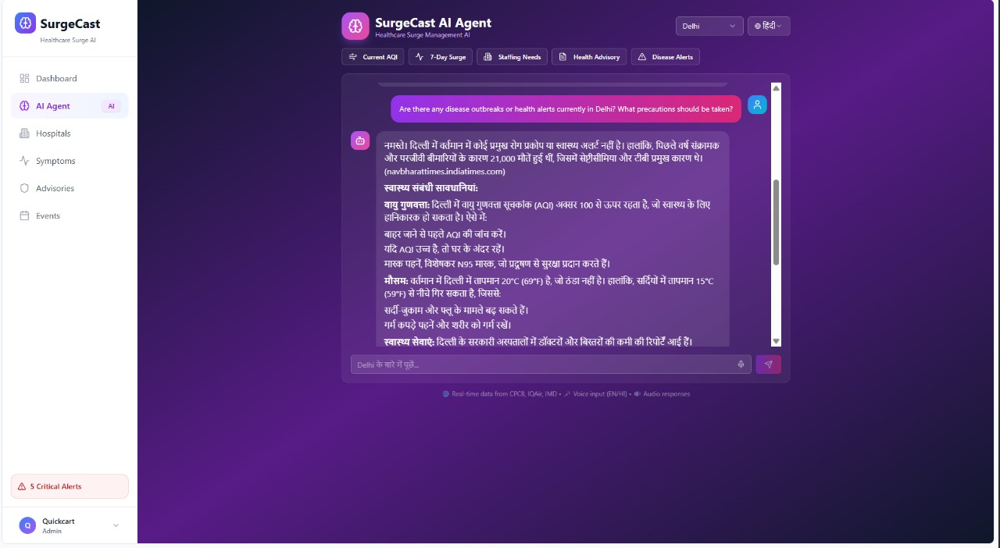 SurgeCast
Healthcare Surge AI
Dashboard
AI Agent AI
Hospitals
Symptoms
Advisories
Events
5 Critical Alerts
Q Quickcart
Admin
SurgeCast AI Agent
Healthcare Surge Management AI
Delhi
हिंदी
Current AQI
7-Day Surge
Staffing Needs
Health Advisory
Disease Alerts
Are there any disease outbreaks or health alerts currently in Delhi? What precautions should be taken?
नमस्ते। दिल्ली में वर्तमान में कोई प्रमुख रोग प्रकोप या स्वास्थ्य अलर्ट नहीं है। हालांकि, पिछले वर्ष संक्रामक
और परजीवी बीमारियों के कारण 21,000 मौतें हुई थीं, जिसमें सेप्टीसीमिया और टीबी प्रमुख कारण थे।
(navbharattimes.indiatimes.com)
स्वास्थ्य संबंधी सावधानियां:
वायु गुणवत्ता: दिल्ली में वायु गुणवत्ता सूचकांक (AQI) अक्सर 100 से ऊपर रहता है, जो स्वास्थ्य के लिए
हानिकारक हो सकता है। ऐसे में:
बाहर जाने से पहले AQI की जांच करें।
यदि AQI उच्च है, तो घर के अंदर रहें।
मास्क पहनें, विशेषकर N95 मास्क, जो प्रदूषण से सुरक्षा प्रदान करते हैं।
मौसम: वर्तमान में दिल्ली में तापमान 20°C (69°F) है, जो ठंडा नहीं है। हालांकि, सर्दियों में तापमान 15°C
(59°F) से नीचे गिर सकता है, जिससे:
सर्दी-जुकाम और फ्लू के मामले बढ़ सकते हैं।
गर्म कपड़े पहनें और शरीर को गर्म रखें।
स्वास्थ्य सेवाएं: दिल्ली के सरकारी अस्पतालों में डॉक्टरों और बिस्तरों की कमी की रिपोर्टें आई हैं।
Delhi के बारे में पूछें...
Real-time data from CPCB, IQAir, IMD • Voice input (EN/HI) • Audio responses